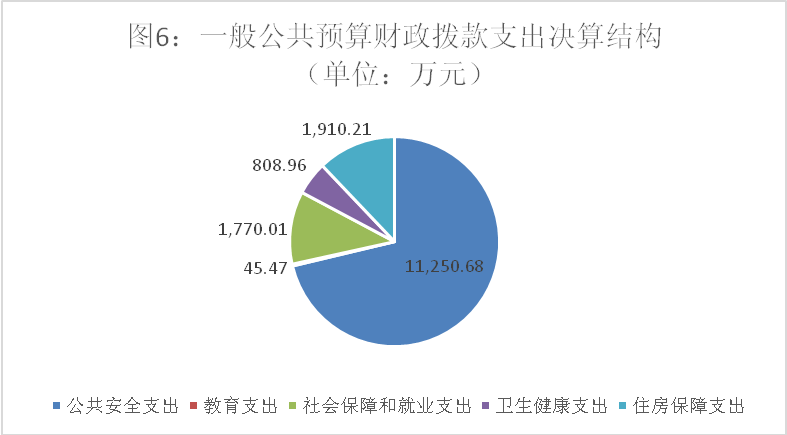 图6：一般公共预算财政拨款支出决算结构
（单位：万元）
1,910.21
808.96
1,770.01
45.47
11,250.68
公共安全支出 教育支出 社会保障和就业支出 卫生健康支出 住房保障支出